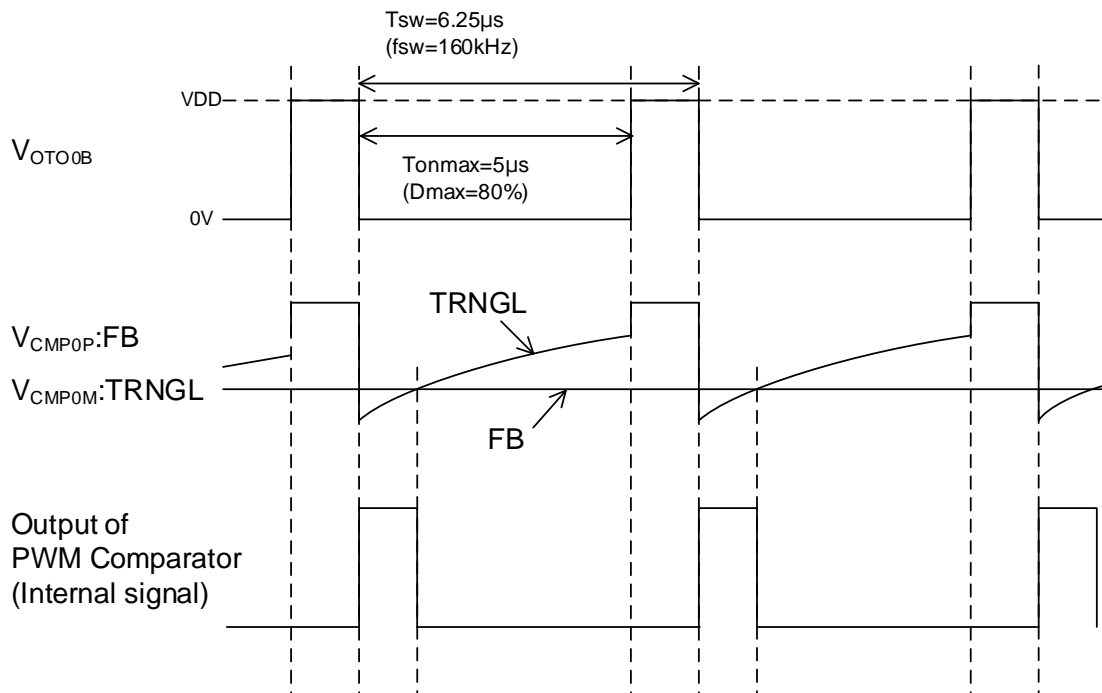 Tsw=6.25µs
(fsw=160kHz)
VDD
VOTO0B
Tonmax=5µs
(Dmax=80%)
0V
TRNGL
VCMP0P:FB
VCMP0M:TRNGL
FB
Output of
PWM Comparator
(Internal signal)